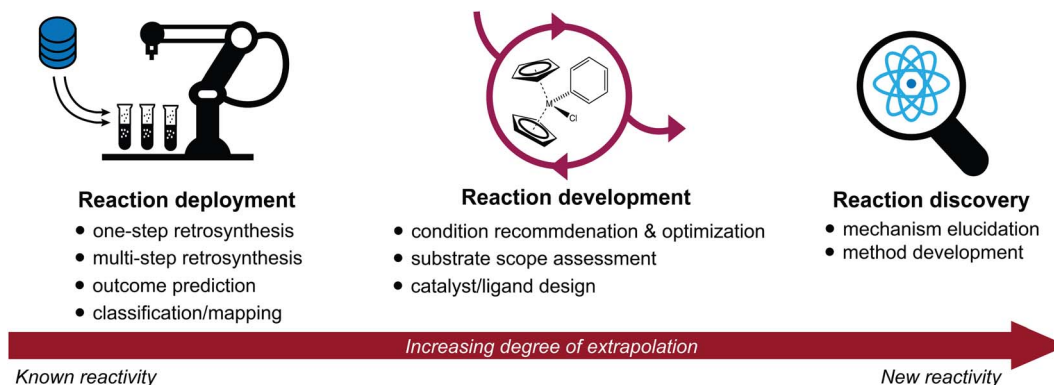 M
Cl
Reaction deployment
• one-step retrosynthesis
• multi-step retrosynthesis
• outcome prediction
• classification/mapping
Reaction development
• condition recommdenation & optimization
• substrate scope assessment
• catalyst/ligand design
Reaction discovery
• mechanism elucidation
• method development
Increasing degree of extrapolation
Known reactivity
New reactivity